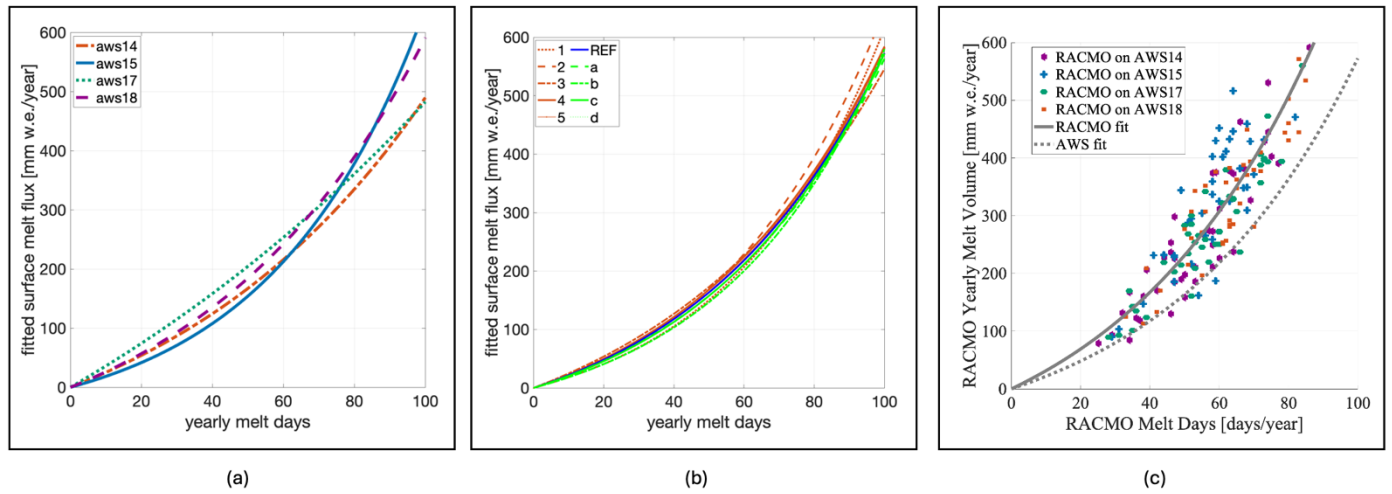 600
500
400
300
200
100
0
fitted surface melt flux [mm w.e./year]
aws14
aws15
aws17
aws18
0 20 40 60 80 100
yearly melt days
(a)
600
500
400
300
200
100
0
fitted surface melt flux [mm w.e./year]
1 REF
2 a
3 b
4 c
5 d
0 20 40 60 80 100
yearly melt days
(b)
600
500
400
300
200
100
0
RACMO Yearly Melt Volume [mm w.e./year]
RACMO on AWS14
RACMO on AWS15
RACMO on AWS17
RACMO on AWS18
RACMO fit
AWS fit
0 20 40 60 80 100
RACMO Melt Days [days/year]
(c)